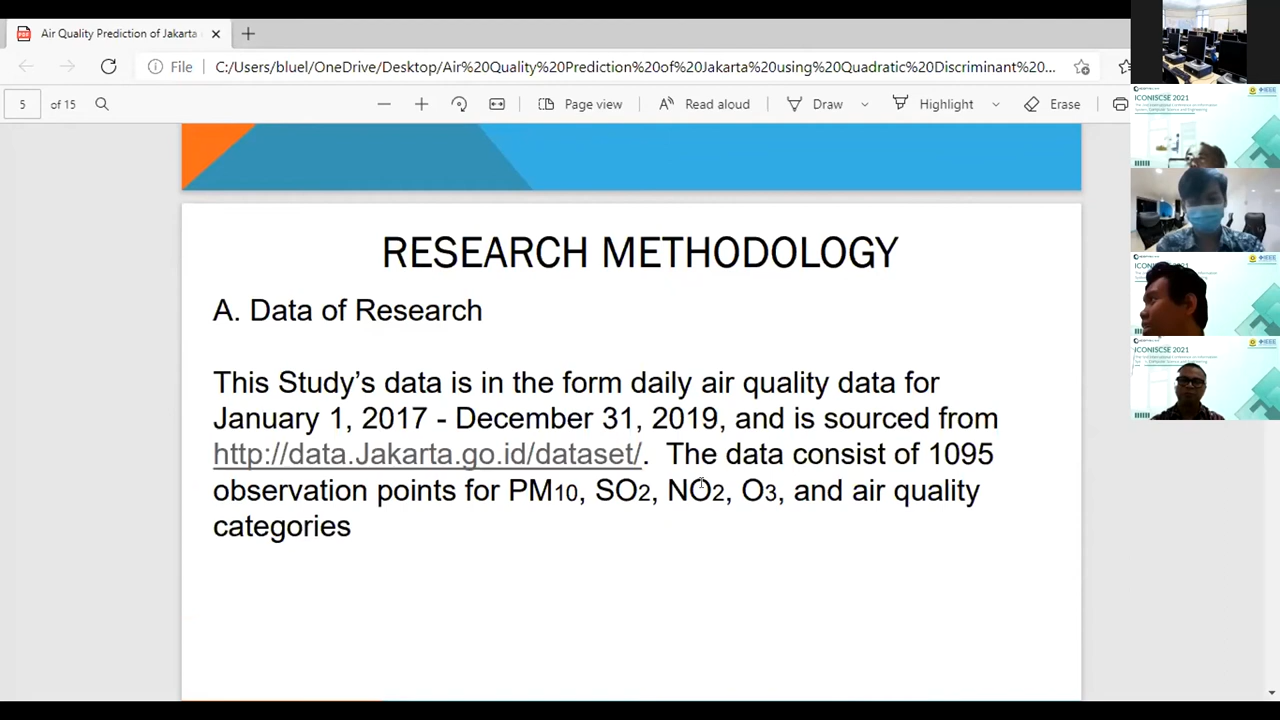 Air Quality Prediction of Jakarta
File
C:/Users/bluel/OneDrive/Desktop/Air%20Quality%20Prediction%20of%20Jakarta%20using%20Quadratic%20Discriminant%20...
5 of 15
Page view
Read aloud
Draw
Highlight
Erase
RESEARCH METHODOLOGY
A. Data of Research
This Study’s data is in the form daily air quality data for
January 1, 2017 - December 31, 2019, and is sourced from
http://data.Jakarta.go.id/dataset/. The data consist of 1095
observation points for PM10, SO2, NO2, O3, and air quality
categories
ICONISCSE 2021
IEEE
ICONISCSE 2021
IEEE
ICONISCSE 2021
IEEE